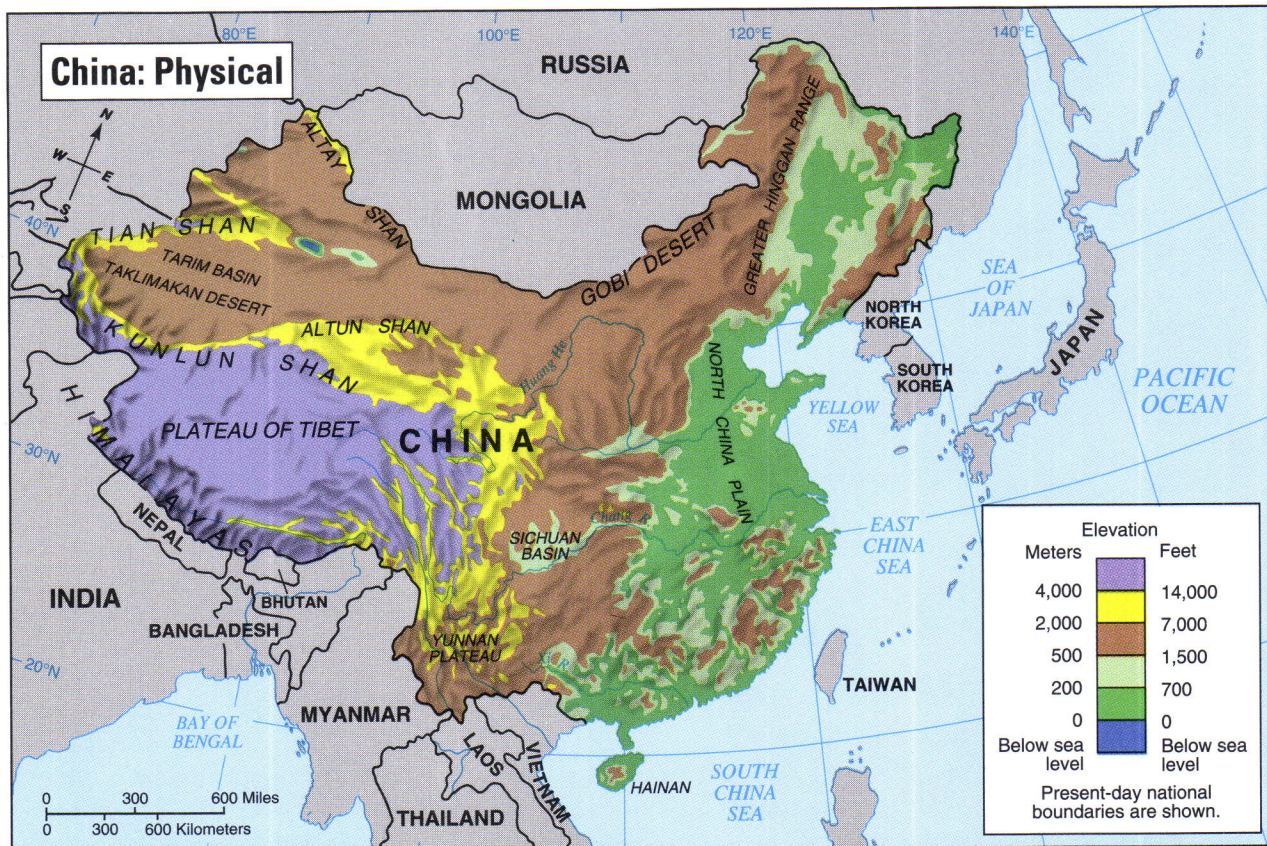 China: Physical
80°E
100°E
120°E
140°E
N
W
E
S
40°N
30°N
20°N
RUSSIA
MONGOLIA
ALTAY SHAN
TIAN SHAN
TARIM BASIN
TAKLIMAKAN DESERT
GOBI DESERT
GREATER HINGGAN RANGE
ALTUN SHAN
KUNLUN SHAN
Huang He
NORTH KOREA
SOUTH KOREA
SEA
OF
JAPAN
JAPAN
PACIFIC
OCEAN
YELLOW
SEA
NORTH CHINA PLAIN
HIMALAYAS
PLATEAU OF TIBET
CHINA
NEPAL
SICHUAN
BASIN
Chang R.
EAST
CHINA
SEA
INDIA
BHUTAN
BANGLADESH
YUNNAN
PLATEAU
Xi R.
TAIWAN
MYANMAR
BAY OF
BENGAL
LAOS
VIETNAM
THAILAND
HAINAN
SOUTH
CHINA
SEA
0 300 600 Miles
0 300 600 Kilometers
Elevation
Meters Feet
4,000 14,000
2,000 7,000
500 1,500
200 700
0 0
Below sea level Below sea level
Present-day national
boundaries are shown.